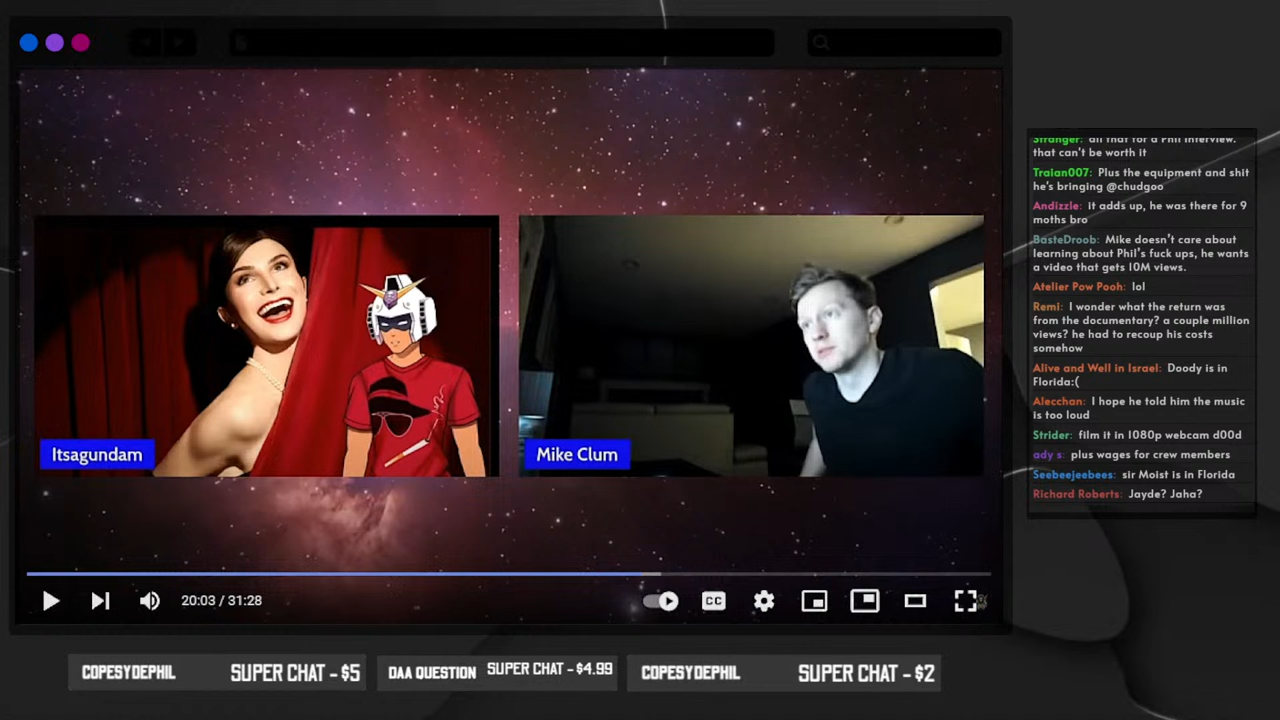 Stranger: all that for a Phil interview.
that can't be worth it
Traian007: Plus the equipment and shit
he's bringing @chudgoo
Andizzle: it adds up, he was there for 9
moths bro
BasteDroob: Mike doesn't care about
learning about Phil's fuck ups, he wants
a video that gets 10M views.
Atelier Pow Pooh: lol
Remi: I wonder what the return was
from the documentary? a couple million
views? he had to recoup his costs
somehow
Alive and Well in Israel: Doody is in
Florida:(
Alecchan: I hope he told him the music
is too loud
Strider: film it in 1080p webcam d00d
ady s: plus wages for crew members
Seebeejeebees: sir Moist is in Florida
Richard Roberts: Jayde? Jaha?
Itsagundam
Mike Clum
20:03 / 31:28
CC
COPESYDEPHIL SUPER CHAT - $5
DAA QUESTION SUPER CHAT - $4.99
COPESYDEPHIL SUPER CHAT - $2